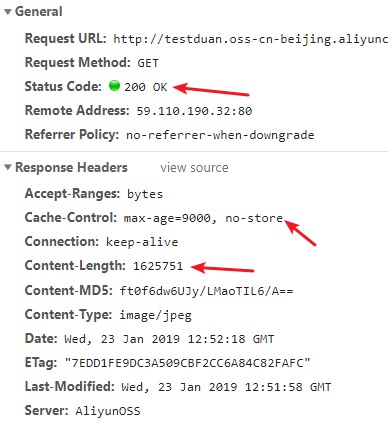 General
Request URL: http://testduan.oss-cn-beijing.aliyunc
Request Method: GET
Status Code: 200 OK
Remote Address: 59.110.190.32:80
Referrer Policy: no-referrer-when-downgrade
Response Headers view source
Accept-Ranges: bytes
Cache-Control: max-age=9000, no-store
Connection: keep-alive
Content-Length: 1625751
Content-MD5: ft0f6dw6UJy/LMaoTIL6/A==
Content-Type: image/jpeg
Date: Wed, 23 Jan 2019 12:52:18 GMT
ETag: "7EDD1FE9DC3A509CBF2CC6A84C82FAFC"
Last-Modified: Wed, 23 Jan 2019 12:51:58 GMT
Server: AliyunOSS